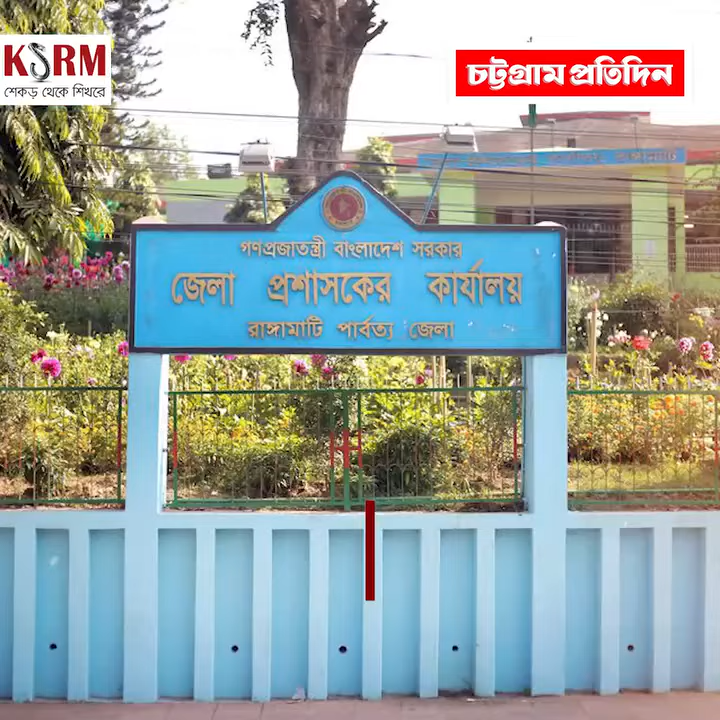 KSRM
শেকড় থেকে শিখরে
চট্টগ্রাম প্রতিদিন
গণপ্রজাতন্ত্রী বাংলাদেশ সরকার
জেলা প্রশাসকের কার্যালয়
রাঙ্গামাটি পার্বত্য জেলা